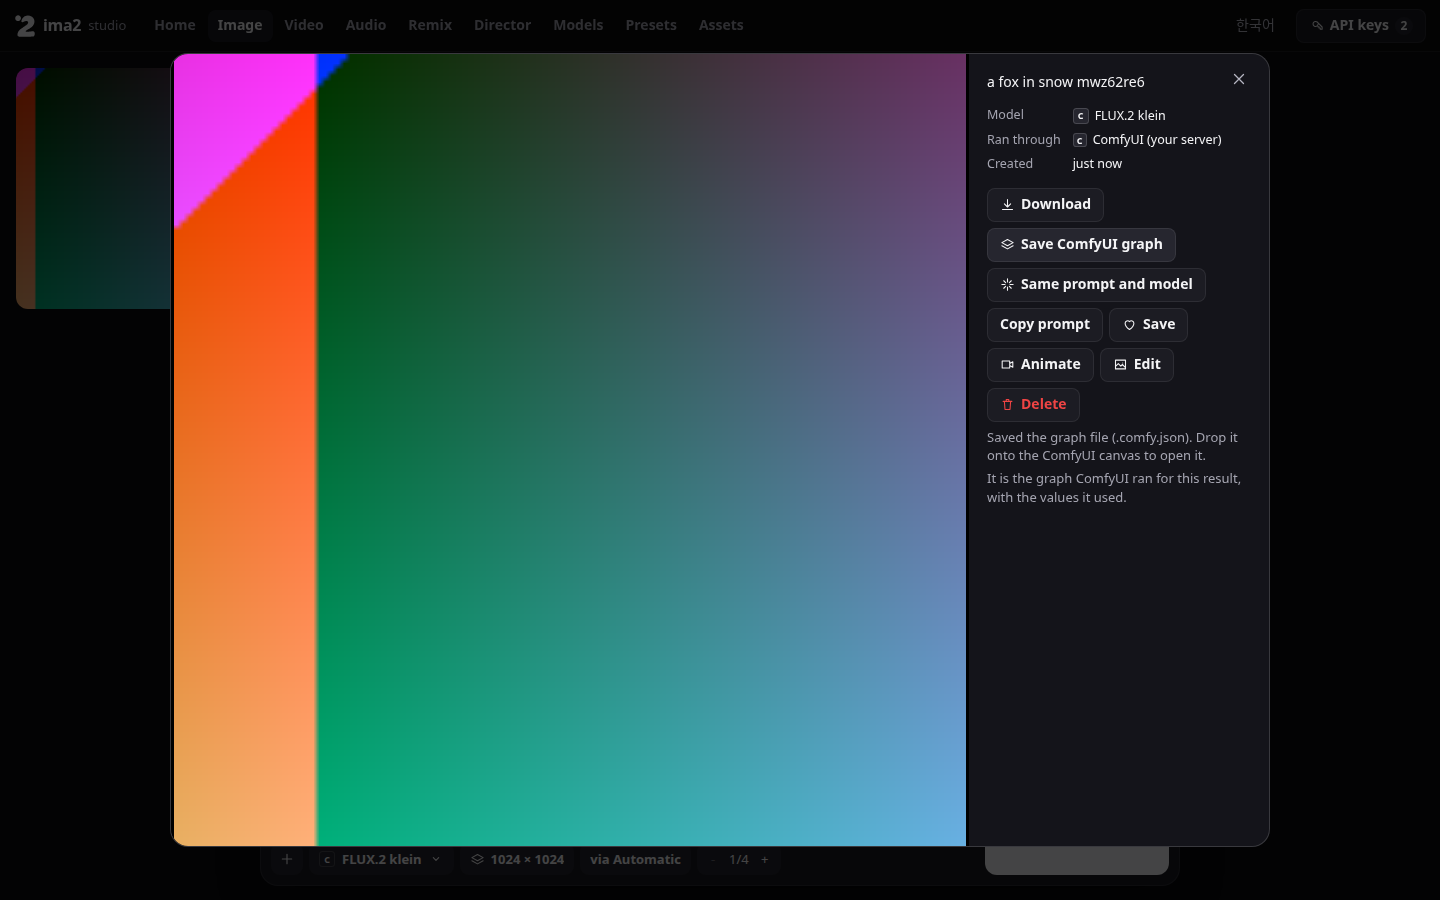 ima2 studio Home Image Video Audio Remix Director Models Presets Assets 한국어 API keys 2
a fox in snow mwz62re6
Model c FLUX.2 klein
Ran through c ComfyUI (your server)
Created just now
Download
Save ComfyUI graph
Same prompt and model
Copy prompt Save
Animate Edit
Delete
Saved the graph file (.comfy.json). Drop it
onto the ComfyUI canvas to open it.
It is the graph ComfyUI ran for this result,
with the values it used.
+ c FLUX.2 klein 1024 × 1024 via Automatic - 1/4 +